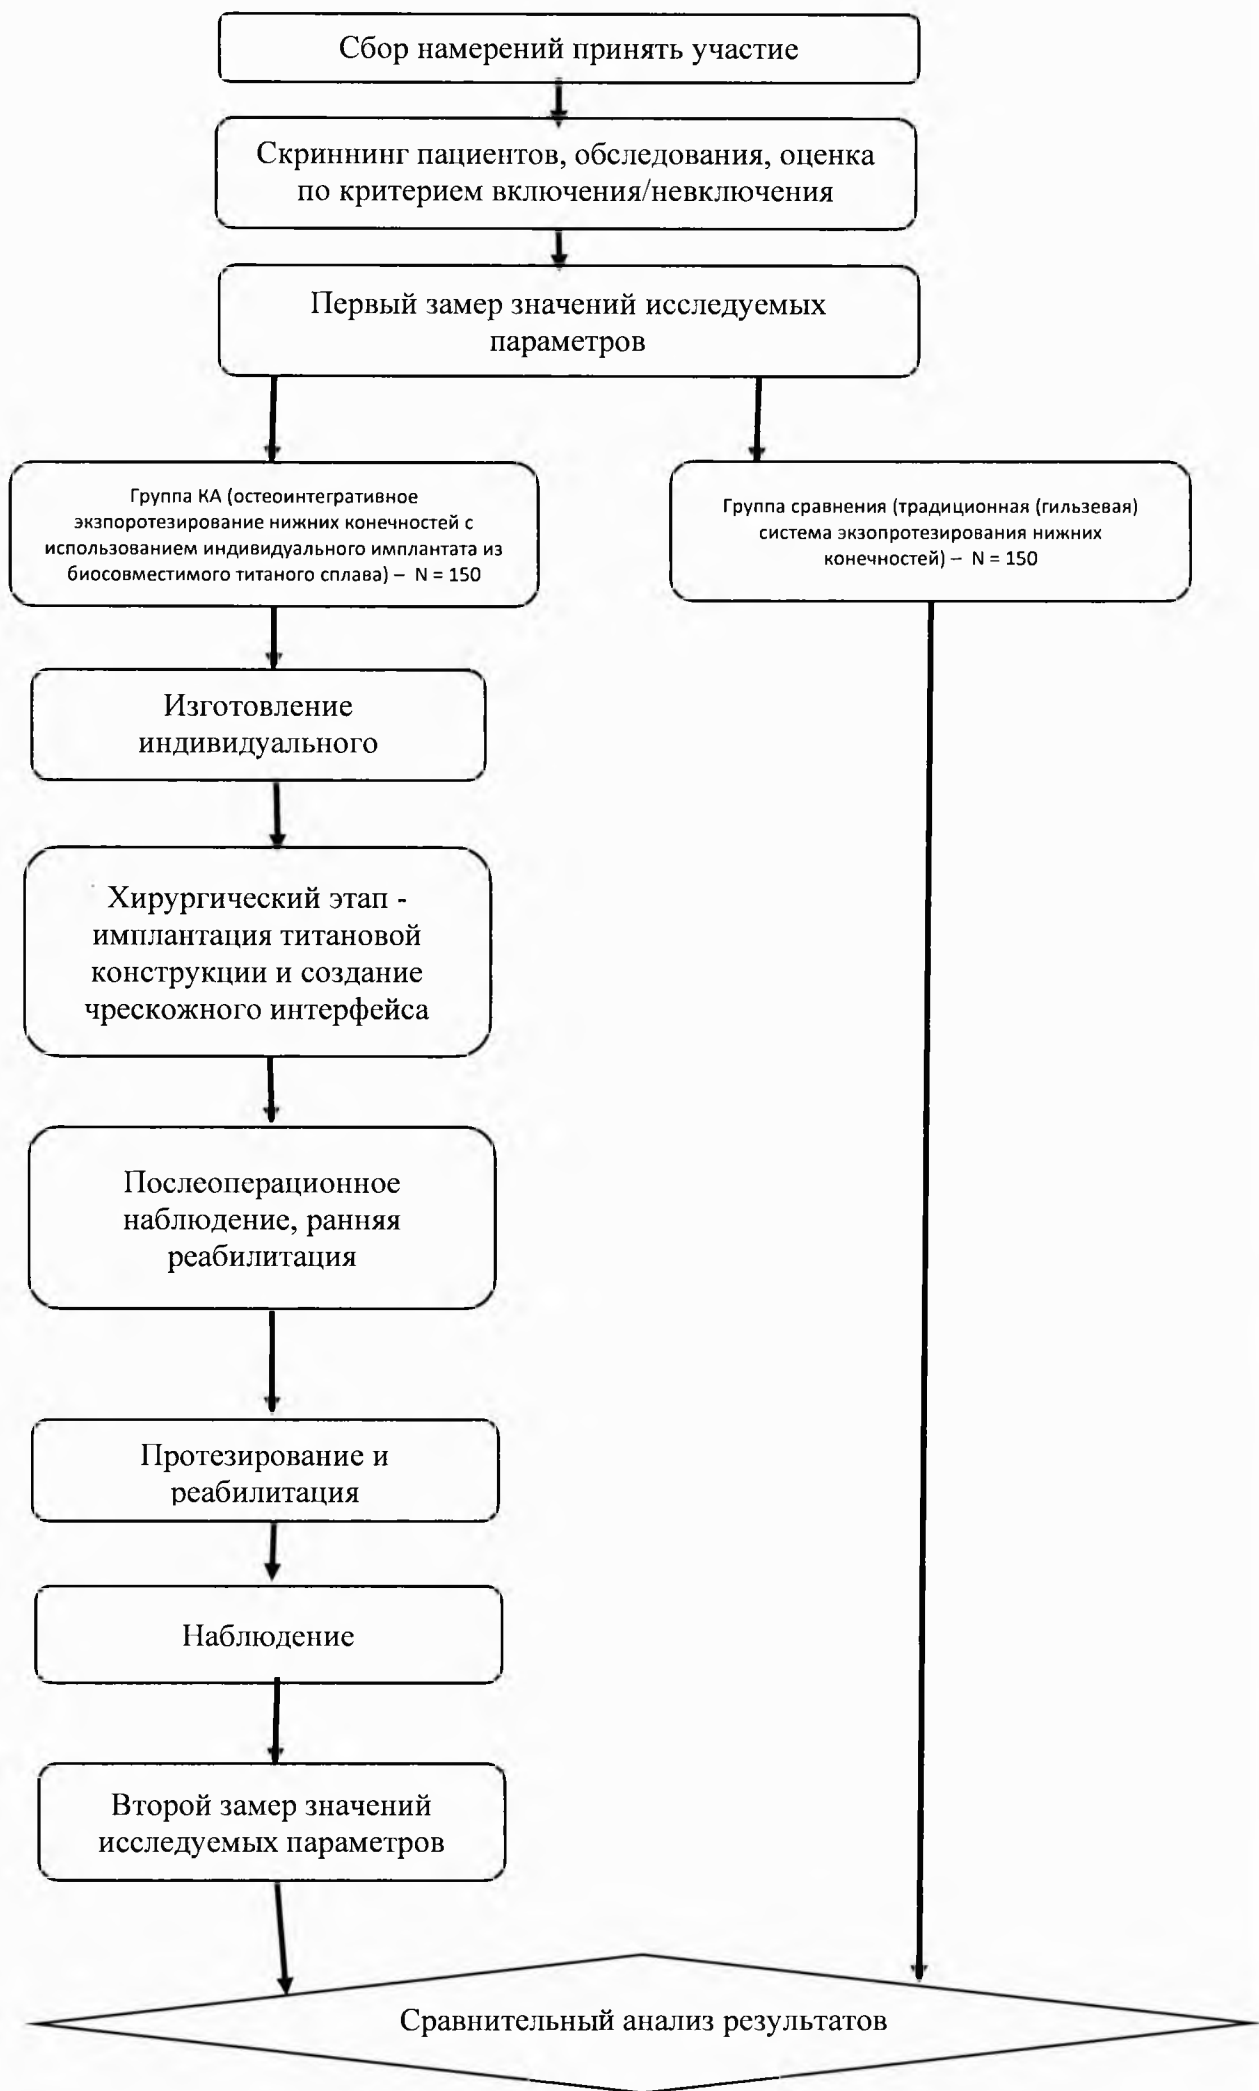 Сбор намерений принять участие
Скриннинг пациентов, обследования, оценка
по критерием включения/невключения
Первый замер значений исследуемых
параметров
Группа КА (остеоинтегративное
экзпоротезирование нижних конечностей с
использованием индивидуального имплантата из
биосовместимого титаного сплава) – N = 150
Группа сравнения (традиционная (гильзевая)
система экзопротезирования нижних
конечностей) – N = 150
Изготовление
индивидуального
Хирургический этап -
имплантация титановой
конструкции и создание
чрескожного интерфейса
Послеоперационное
наблюдение, ранняя
реабилитация
Протезирование и
реабилитация
Наблюдение
Второй замер значений
исследуемых параметров
Сравнительный анализ результатов